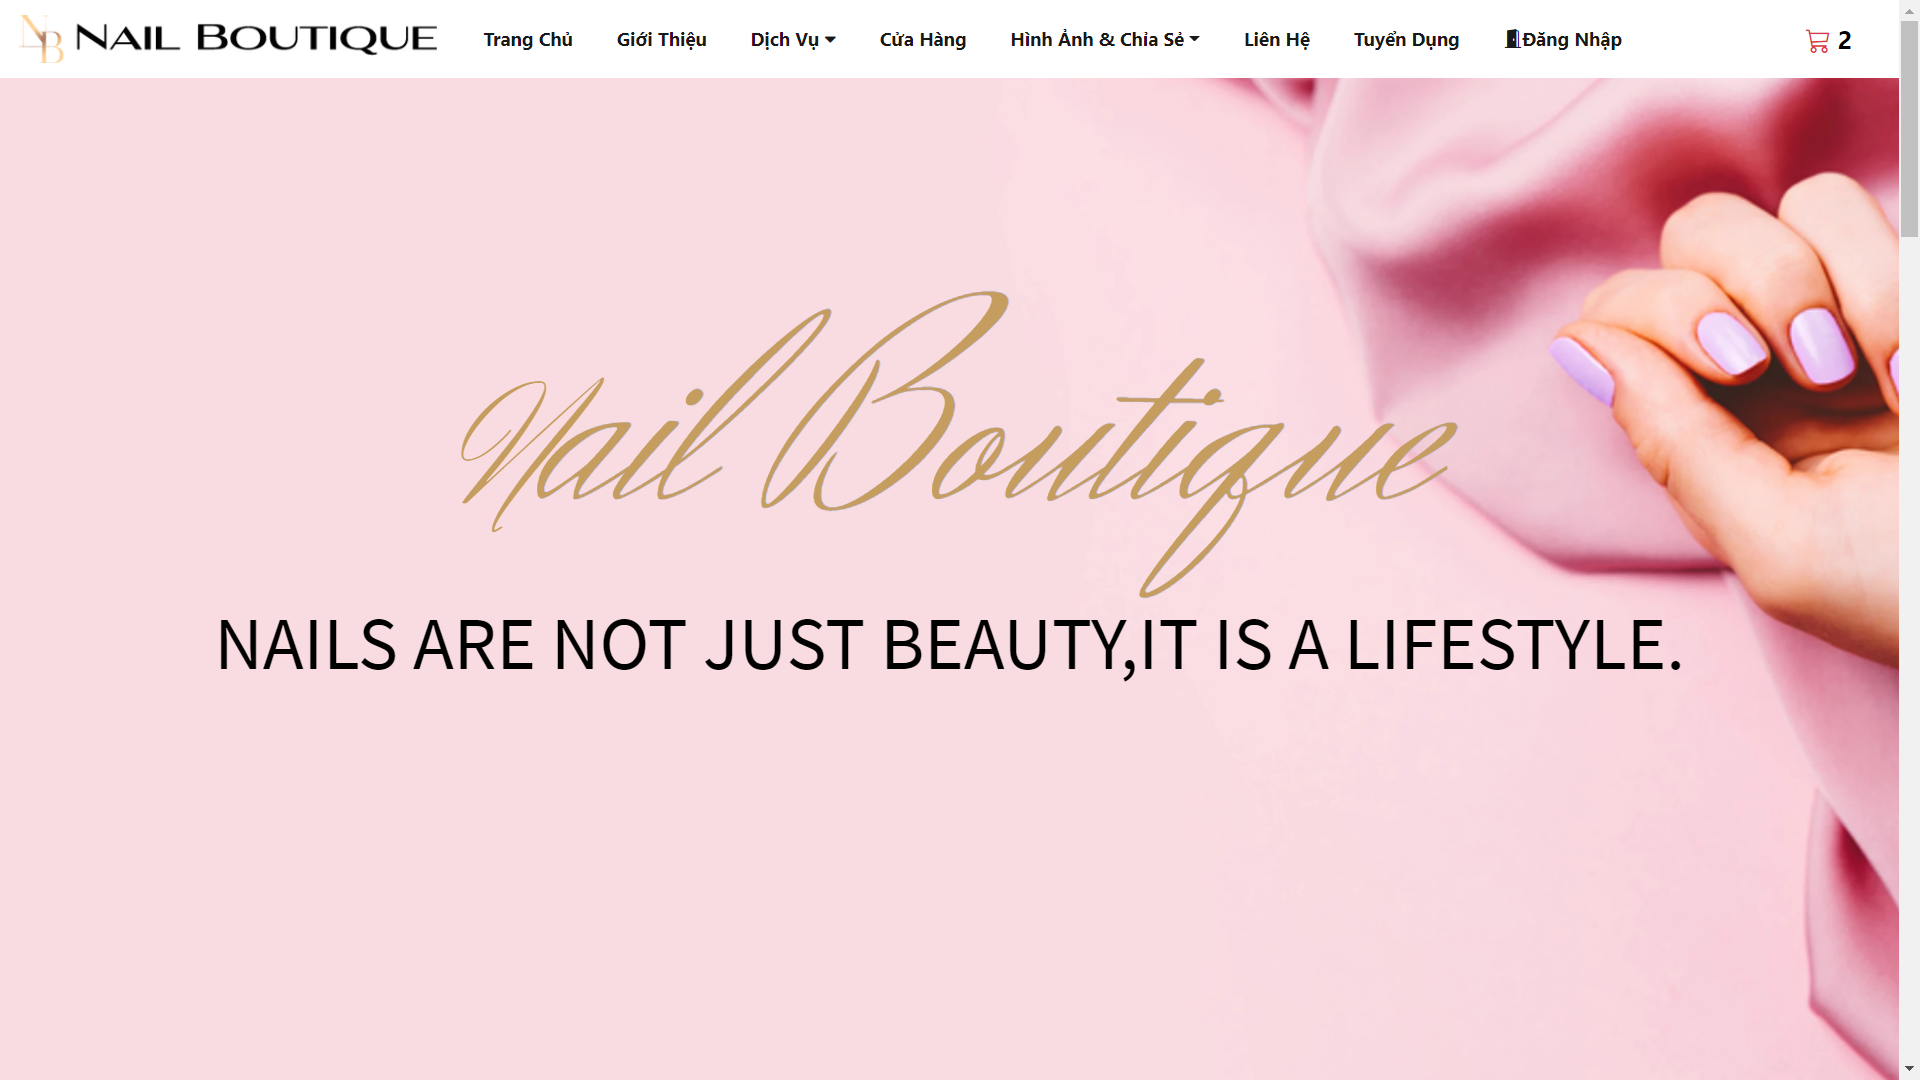 NB NAIL BOUTIQUE
Trang Chủ Giới Thiệu Dịch Vụ Cửa Hàng Hình Ảnh & Chia Sẻ Liên Hệ Tuyển Dụng Đăng Nhập 2
Nail Boutique
NAILS ARE NOT JUST BEAUTY,IT IS A LIFESTYLE.